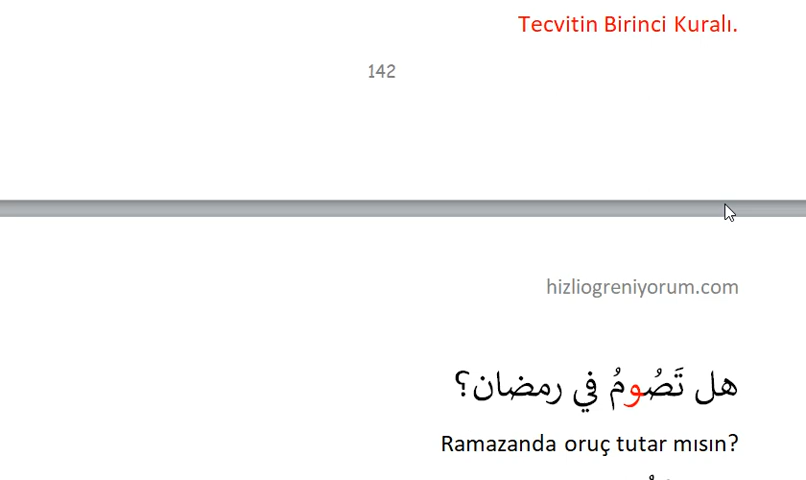 Tecvitin Birinci Kuralı.
142
hizliogreniyorum.com
هل تَصُومُ في رمضان؟
Ramazanda oruç tutar mısın?